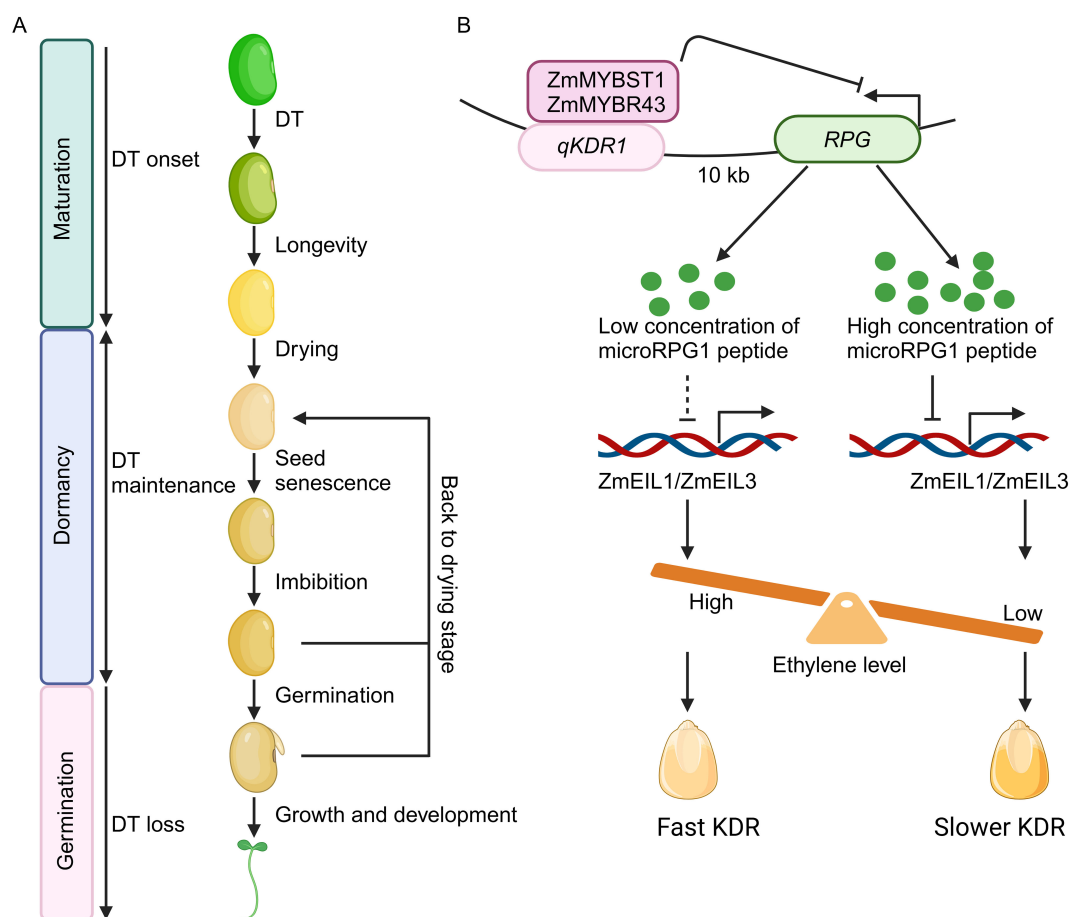 A
Maturation
DT onset
DT
Longevity
Drying
Dormancy
DT
maintenance
Seed
senescence
Imbibition
Back to drying stage
Germination
Germination
DT loss
Growth and development
B
ZmMYBST1
ZmMYBR43
qKDR1
10 kb
RPG
Low concentration of
microRPG1 peptide
High concentration of
microRPG1 peptide
ZmEIL1/ZmEIL3
ZmEIL1/ZmEIL3
High
Low
Ethylene level
Fast KDR
Slower KDR